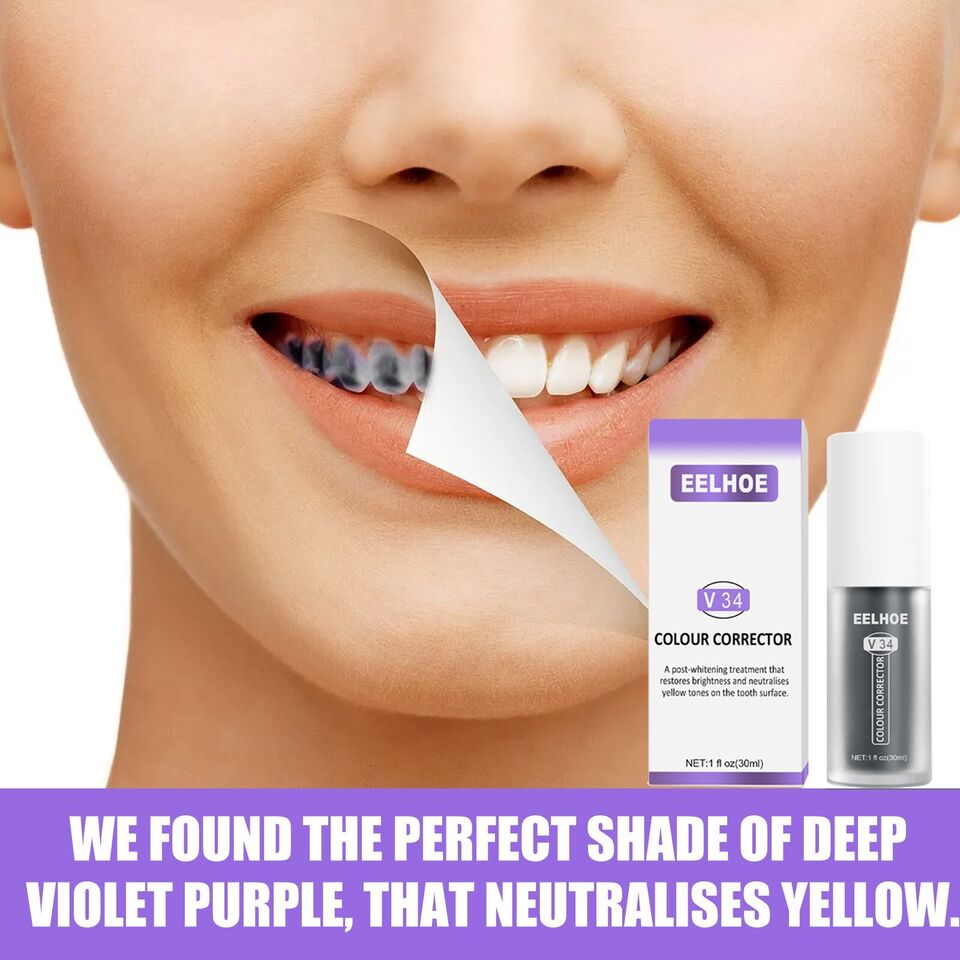 EELHOE
V 34
COLOUR CORRECTOR
A post-whitening treatment that
restores brightness and neutralises
yellow tones on the tooth surface.
NET:1 fl oz(30ml)
EELHOE
V 34
COLOUR CORRECTOR
NET:1 fl oz(30ml)
WE FOUND THE PERFECT SHADE OF DEEP
VIOLET PURPLE, THAT NEUTRALISES YELLOW.